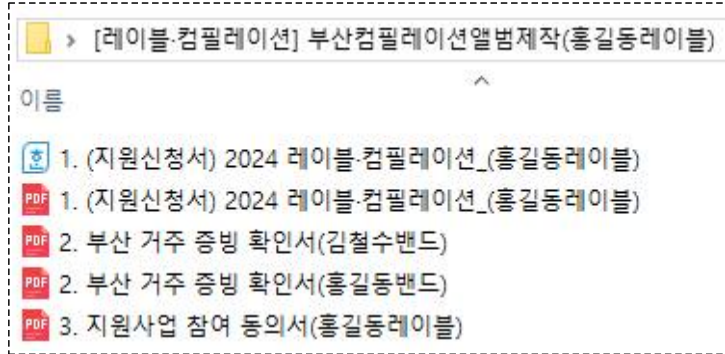 > [레이블·컴필레이션] 부산컴필레이션앨범제작(홍길동레이블)
이름
1. (지원신청서) 2024 레이블·컴필레이션_(홍길동레이블)
PDF 1. (지원신청서) 2024 레이블·컴필레이션_(홍길동레이블)
PDF 2. 부산 거주 증빙 확인서(김철수밴드)
PDF 2. 부산 거주 증빙 확인서(홍길동밴드)
PDF 3. 지원사업 참여 동의서(홍길동레이블)